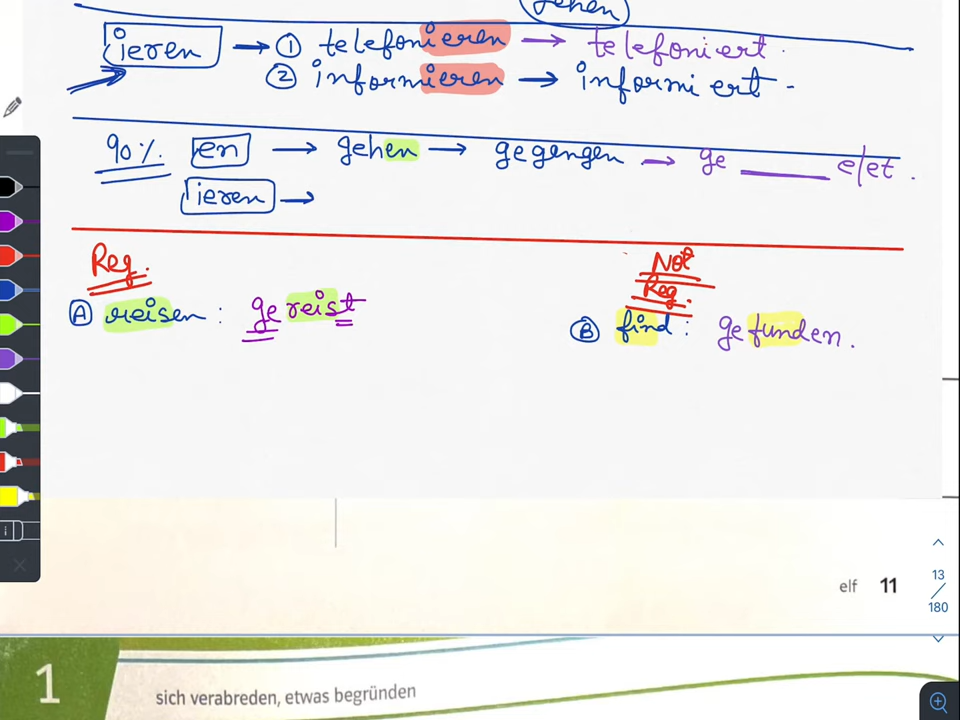 gehen
ieren → ① telefonieren → telefoniert.
② informieren → informiert.
90% en → gehen → gegengen → ge ____ e/et.
ieren →
Reg.
Not
Reg.
Ⓐ reisen : gereist
Ⓑ find : gefunden.
elf 11
13
/
180
1 sich verabreden, etwas begründen